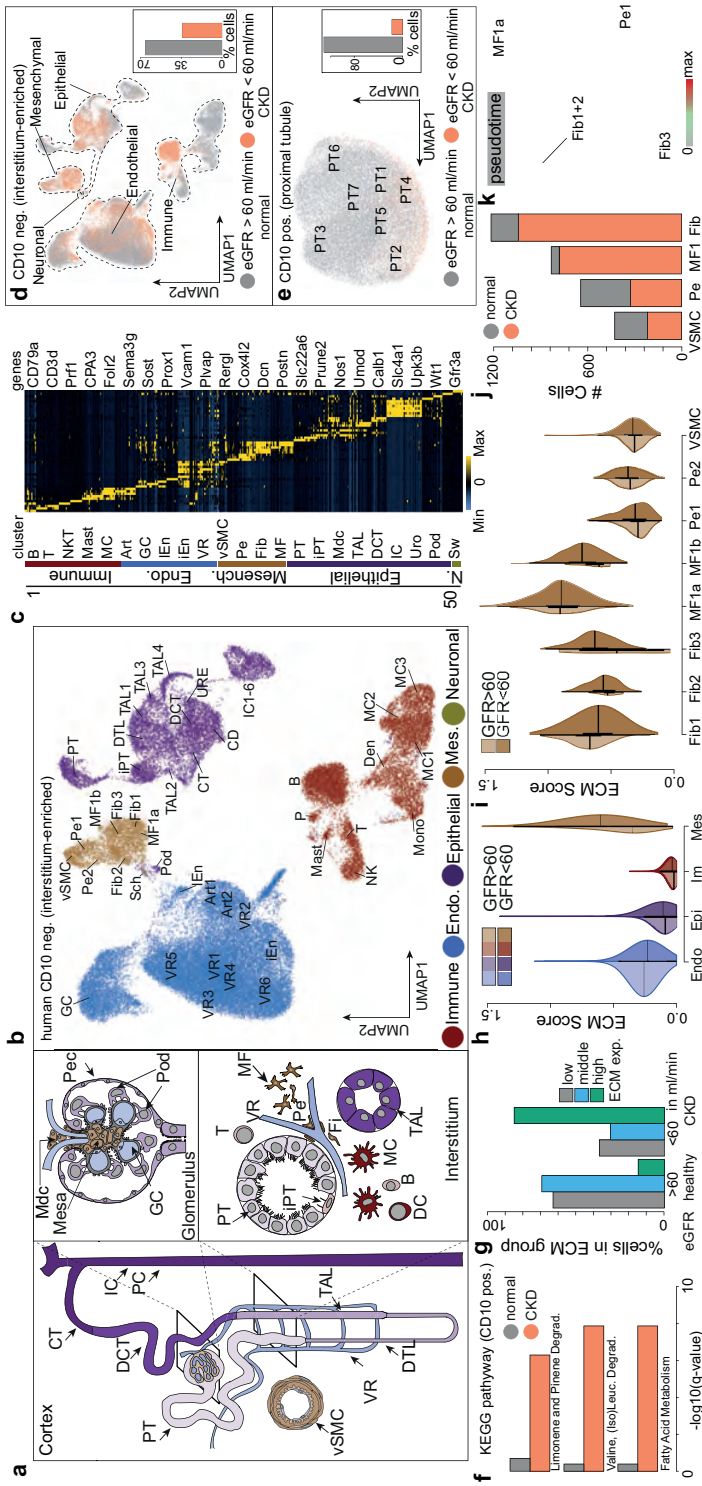 a
Cortex
CT
IC
PC
DCT
PT
TAL
vSMC
VR
DTL
Mdc
Mesa
Pec
GC
Pod
Glomerulus
PT
T
VR
MF
Pe
iPT
Fi
MC
B
DC
TAL
Interstitium
b
human CD10 neg. (interstitium-enriched)
GC
VR5
VR3
VR1
VR4
VR6
iEn
VR2
Art2
Art1
iEn
Pod
Sch
Fib2
Pe2
vSMC
Pe1
MF1b
Fib3
Fib1
MF1a
PT
iPT
DTL
TAL1
TAL3
TAL4
TAL2
CT
DCT
URE
CD
IC1-6
B
P
Mast
T
NK
Mono
Den
MC2
MC3
MC1
UMAP2
UMAP1
Immune
Endo.
Epithelial
Mes.
Neuronal
c
cluster
genes
1
50
Immune
Endo.
Mesench.
Epithelial
N.
B
T
NKT
Mast
MC
Art
GC
lEn
iEn
VR
vSMC
Pe
Fib
MF
PT
iPT
Mdc
TAL
DCT
IC
Uro
Pod
Sw
CD79a
CD3d
Prf1
CPA3
Folr2
Sema3g
Sost
Prox1
Vcam1
Plvap
Rergl
Cox4I2
Dcn
Postn
Slc22a6
Prune2
Nos1
Umod
Calb1
Slc4a1
Upk3b
Wt1
Gfr3a
Min
0
Max
d
CD10 neg. (interstitium-enriched)
Neuronal
Mesenchymal
Epithelial
Endothelial
Immune
UMAP2
UMAP1
70
35
0
% cells
eGFR > 60 ml/min
normal
eGFR < 60 ml/min
CKD
e
CD10 pos. (proximal tubule)
PT3
PT6
PT7
PT5
PT1
PT2
PT4
UMAP2
UMAP1
80
0
% cells
eGFR > 60 ml/min
normal
eGFR < 60 ml/min
CKD
f
KEGG pathway (CD10 pos.)
normal
CKD
Limonene and Pinene Degrad.
Valine, (Iso)Leuc. Degrad.
Fatty Acid Metabolism
0
10
-log10(q-value)
g
%cells in ECM group
100
0
low
middle
high
ECM exp.
eGFR
>60
<60
in ml/min
healthy
CKD
h
ECM Score
1.5
0.0
GFR>60
GFR<60
Endo
Epi
Im
Mes
i
ECM Score
1.5
0.0
GFR>60
GFR<60
Fib1
Fib2
Fib3
MF1a
MF1b
Pe1
Pe2
VSMC
j
# Cells
1200
600
0
normal
CKD
VSMC
Pe
MF1
Fib
k
pseudotime
MF1a
Fib1+2
Pe1
Fib3
0
max